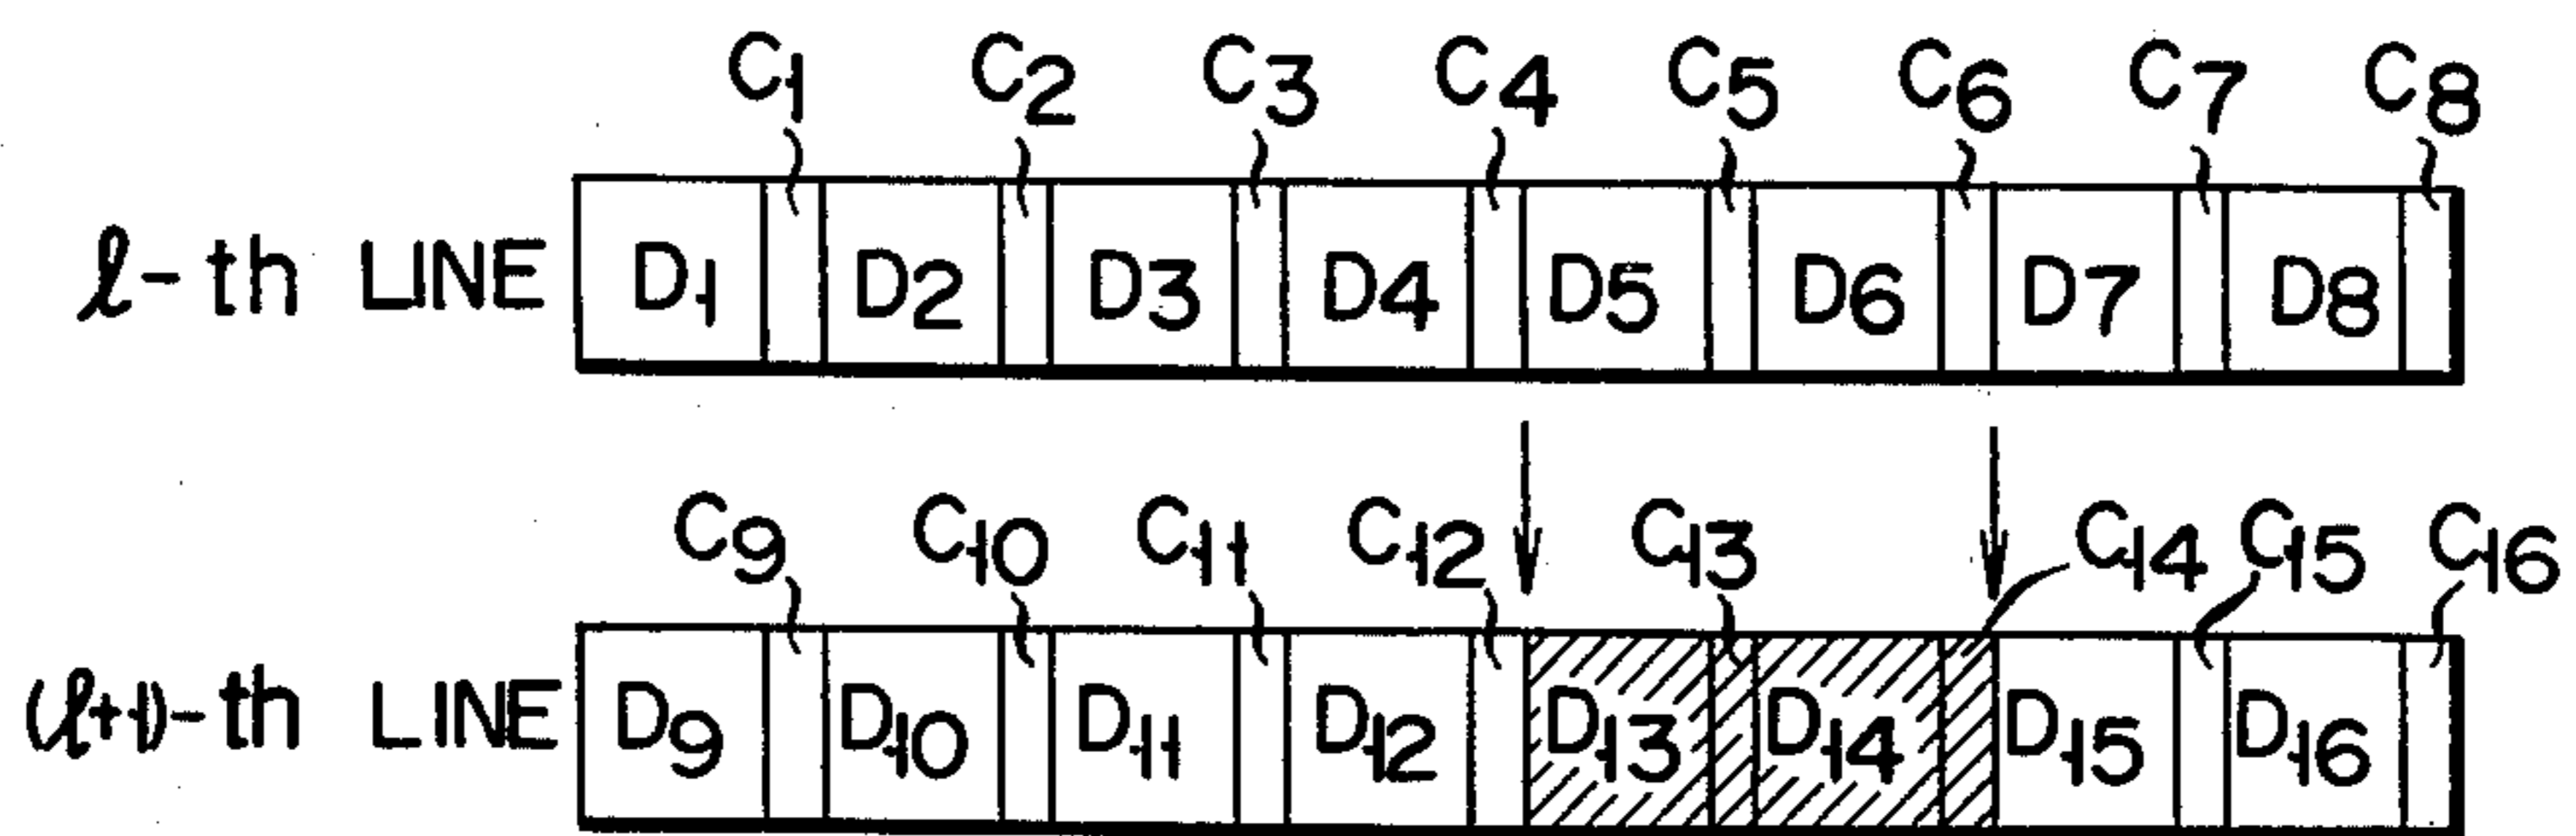 C1 C2 C3 C4 C5 C6 C7 C8
ℓ-th LINE D1 D2 D3 D4 D5 D6 D7 D8
C9 C10 C11 C12 C13 C14 C15 C16
(ℓ+1)-th LINE D9 D10 D11 D12 D13 D14 D15 D16